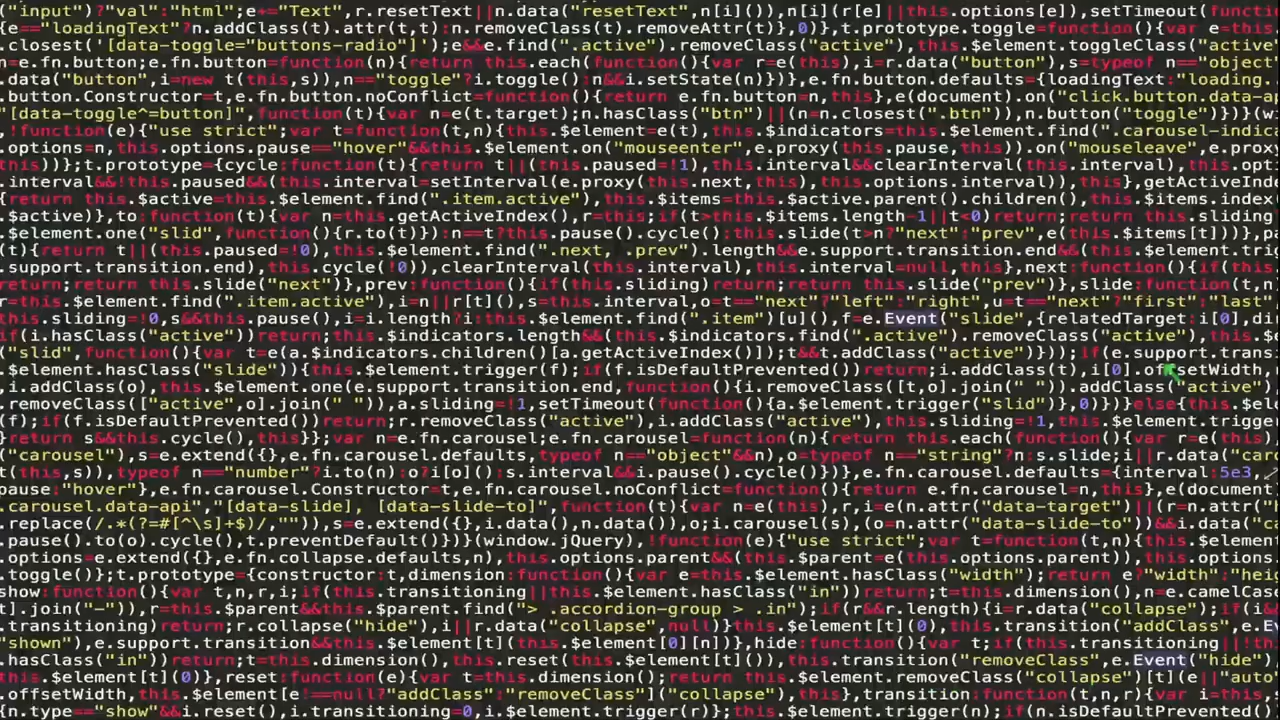 ("input")?"val":"html";e+="Text",r.resetText||n.data("resetText",n[i]()),n[i](r[e]||this.options[e]),setTimeout(functi
{e=="loadingText"?n.addClass(t).attr(t,t):n.removeClass(t).removeAttr(t)},0)},t.prototype.toggle=function(){var e=
.closest('[data-toggle="buttons-radio"]');e&&e.find(".active").removeClass("active"),this.$element.toggleClass("active
n=e.fn.button;e.fn.button=function(n){return this.each(function(){var r=e(this),i=r.data("button"),s=typeof n=="object"
.data("button",i=new t(this,s)),n=="toggle"?i.toggle():n&&i.setState(n)})},e.fn.button.defaults={loadingText:"loading.
.button.Constructor=t,e.fn.button.noConflict=function(){return e.fn.button=n,this},e(document).on("click.button.data-ap
"[data-toggle^=button]",function(t){var n=e(t.target);n.hasClass("btn")||(n=n.closest(".btn")),n.button("toggle")})}(wi
,!function(e){"use strict";var t=function(t,n){this.$element=e(t),this.$indicators=this.$element.find(".carousel-indica
.options=n,this.options.pause=="hover"&&this.$element.on("mouseenter",e.proxy(this.pause,this)).on("mouseleave",e.proxy
this))};t.prototype={cycle:function(t){return t||(this.paused=!1),this.interval&&clearInterval(this.interval),this.opti
.interval&&!this.paused&&(this.interval=setInterval(e.proxy(this.next,this),this.options.interval)),this},getActiveInde
{return this.$active=this.$element.find(".item.active"),this.$items=this.$active.parent().children(),this.$items.index(
.$active)},to:function(t){var n=this.getActiveIndex(),r=this;if(t>this.$items.length-1||t<0)return;return this.sliding
.$element.one("slid",function(){r.to(t)}):n==t?this.pause().cycle():this.slide(t>n?"next":"prev",e(this.$items[t]))},pa
(t){return t||(this.paused=!0),this.$element.find(".next, .prev").length&&e.support.transition.end&&(this.$element.trig
.support.transition.end),this.cycle(!0)),clearInterval(this.interval),this.interval=null,this},next:function(){if(this.
return;return this.slide("next")},prev:function(){if(this.sliding)return;return this.slide("prev")},slide:function(t,n
r=this.$element.find(".item.active"),i=n||r[t](),s=this.interval,o=t=="next"?"left":"right",u=t=="next"?"first":"last"
this.sliding=!0,s&&this.pause(),i=i.length?i:this.$element.find(".item")[u](),f=e.Event("slide",{relatedTarget:i[0],dir
if(i.hasClass("active"))return;this.$indicators.length&&(this.$indicators.find(".active").removeClass("active"),this.
("slid",function(){var t=e(a.$indicators.children()[a.getActiveIndex()]);t&&t.addClass("active")}));if(e.support.trans
.$element.hasClass("slide")){this.$element.trigger(f);if(f.isDefaultPrevented())return;i.addClass(t),i[0].offsetWidth,
i.addClass(o),this.$element.one(e.support.transition.end,function(){i.removeClass([t,o].join(" ")).addClass("active")
.removeClass(["active",o].join(" ")),a.sliding=!1,setTimeout(function(){a.$element.trigger("slid")},0)})}else{this.$el
(f);if(f.isDefaultPrevented())return;r.removeClass("active"),i.addClass("active"),this.sliding=!1,this.$element.trigger
}return s&&this.cycle(),this}};var n=e.fn.carousel;e.fn.carousel=function(n){return this.each(function(){var r=e(this),
("carousel"),s=e.extend({},e.fn.carousel.defaults,typeof n=="object"&&n),o=typeof n=="string"?n:s.slide;i||r.data("caro
t(this,s)),typeof n=="number"?i.to(n):o?i[o]():s.interval&&i.pause().cycle()})},e.fn.carousel.defaults={interval:5e3,
pause:"hover"},e.fn.carousel.Constructor=t,e.fn.carousel.noConflict=function(){return e.fn.carousel=n,this},e(document
.carousel.data-api","[data-slide], [data-slide-to]",function(t){var n=e(this),r,i=e(n.attr("data-target")||(r=n.attr("
.replace(/.*(?=#[^\s]+$)/,"")),s=e.extend({},i.data(),n.data()),o;i.carousel(s),(o=n.attr("data-slide-to"))&&i.data("ca
.pause().to(o).cycle(),t.preventDefault()})}(window.jQuery),!function(e){"use strict";var t=function(t,n){this.$element
.options=e.extend({},e.fn.collapse.defaults,n),this.options.parent&&(this.$parent=e(this.options.parent)),this.options.
.toggle()};t.prototype={constructor:t,dimension:function(){var e=this.$element.hasClass("width");return e?"width":"heig
show:function(){var t,n,r,i;if(this.transitioning||this.$element.hasClass("in"))return;t=this.dimension(),n=e.camelCase
t].join("-")),r=this.$parent&&this.$parent.find("> .accordion-group > .in");if(r&&r.length){i=r.data("collapse");if(i&&
.transitioning)return;r.collapse("hide"),i||r.data("collapse",null)}this.$element[t](0),this.transition("addClass",e.Ev
"shown"),e.support.transition&&this.$element[t](this.$element[0][n])},hide:function(){var t;if(this.transitioning||!th
.hasClass("in"))return;t=this.dimension(),this.reset(this.$element[t]()),this.transition("removeClass",e.Event("hide")
this.$element[t](0)},reset:function(e){var t=this.dimension();return this.$element.removeClass("collapse")[t](e||"auto"
.offsetWidth,this.$element[e!==null?"addClass":"removeClass"]("collapse"),this},transition:function(t,n,r){var i=this,s
{n.type=="show"&&i.reset(),i.transitioning=0,i.$element.trigger(r)};this.$element.trigger(n);if(n.isDefaultPrevented()